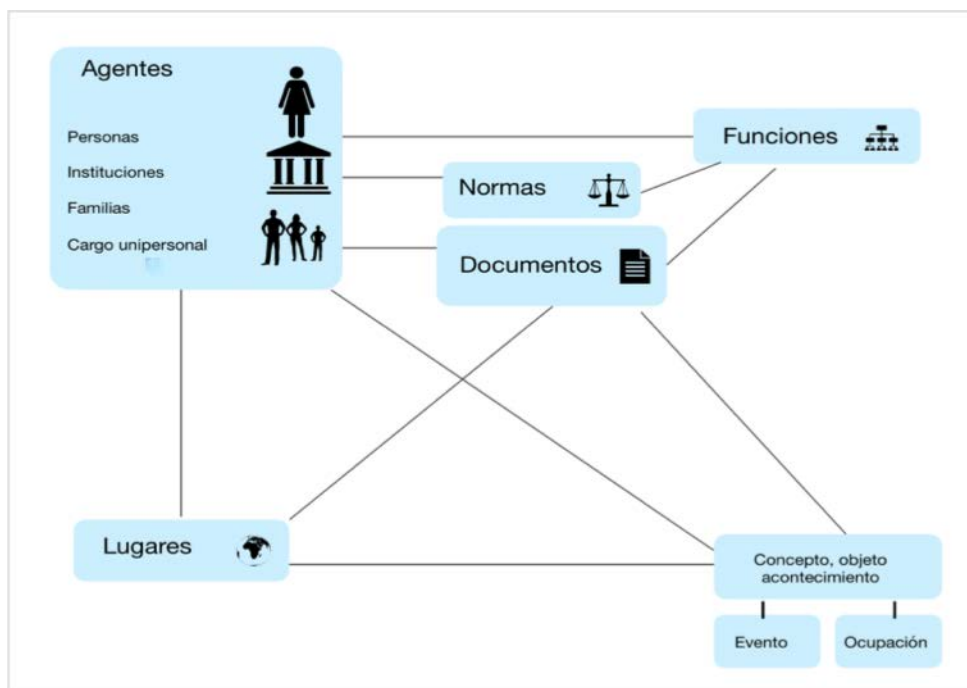 Agentes
Personas
Instituciones
Familias
Cargo unipersonal
Funciones
Normas
Documentos
Lugares
Concepto, objeto
acontecimiento
Evento
Ocupación